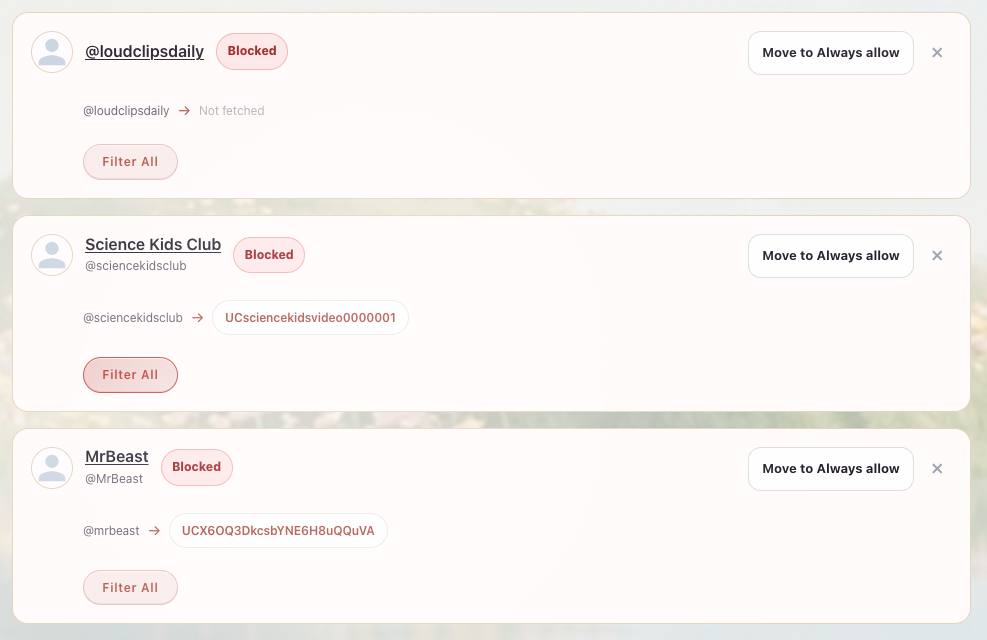 @loudclipsdaily Blocked Move to Always allow ×
@loudclipsdaily → Not fetched
Filter All
Science Kids Club Blocked Move to Always allow ×
@sciencekidsclub
@sciencekidsclub → UCsciencekidsvideo0000001
Filter All
MrBeast Blocked Move to Always allow ×
@MrBeast
@mrbeast → UCX6OQ3DkcsbYNE6H8uQQuVA
Filter All